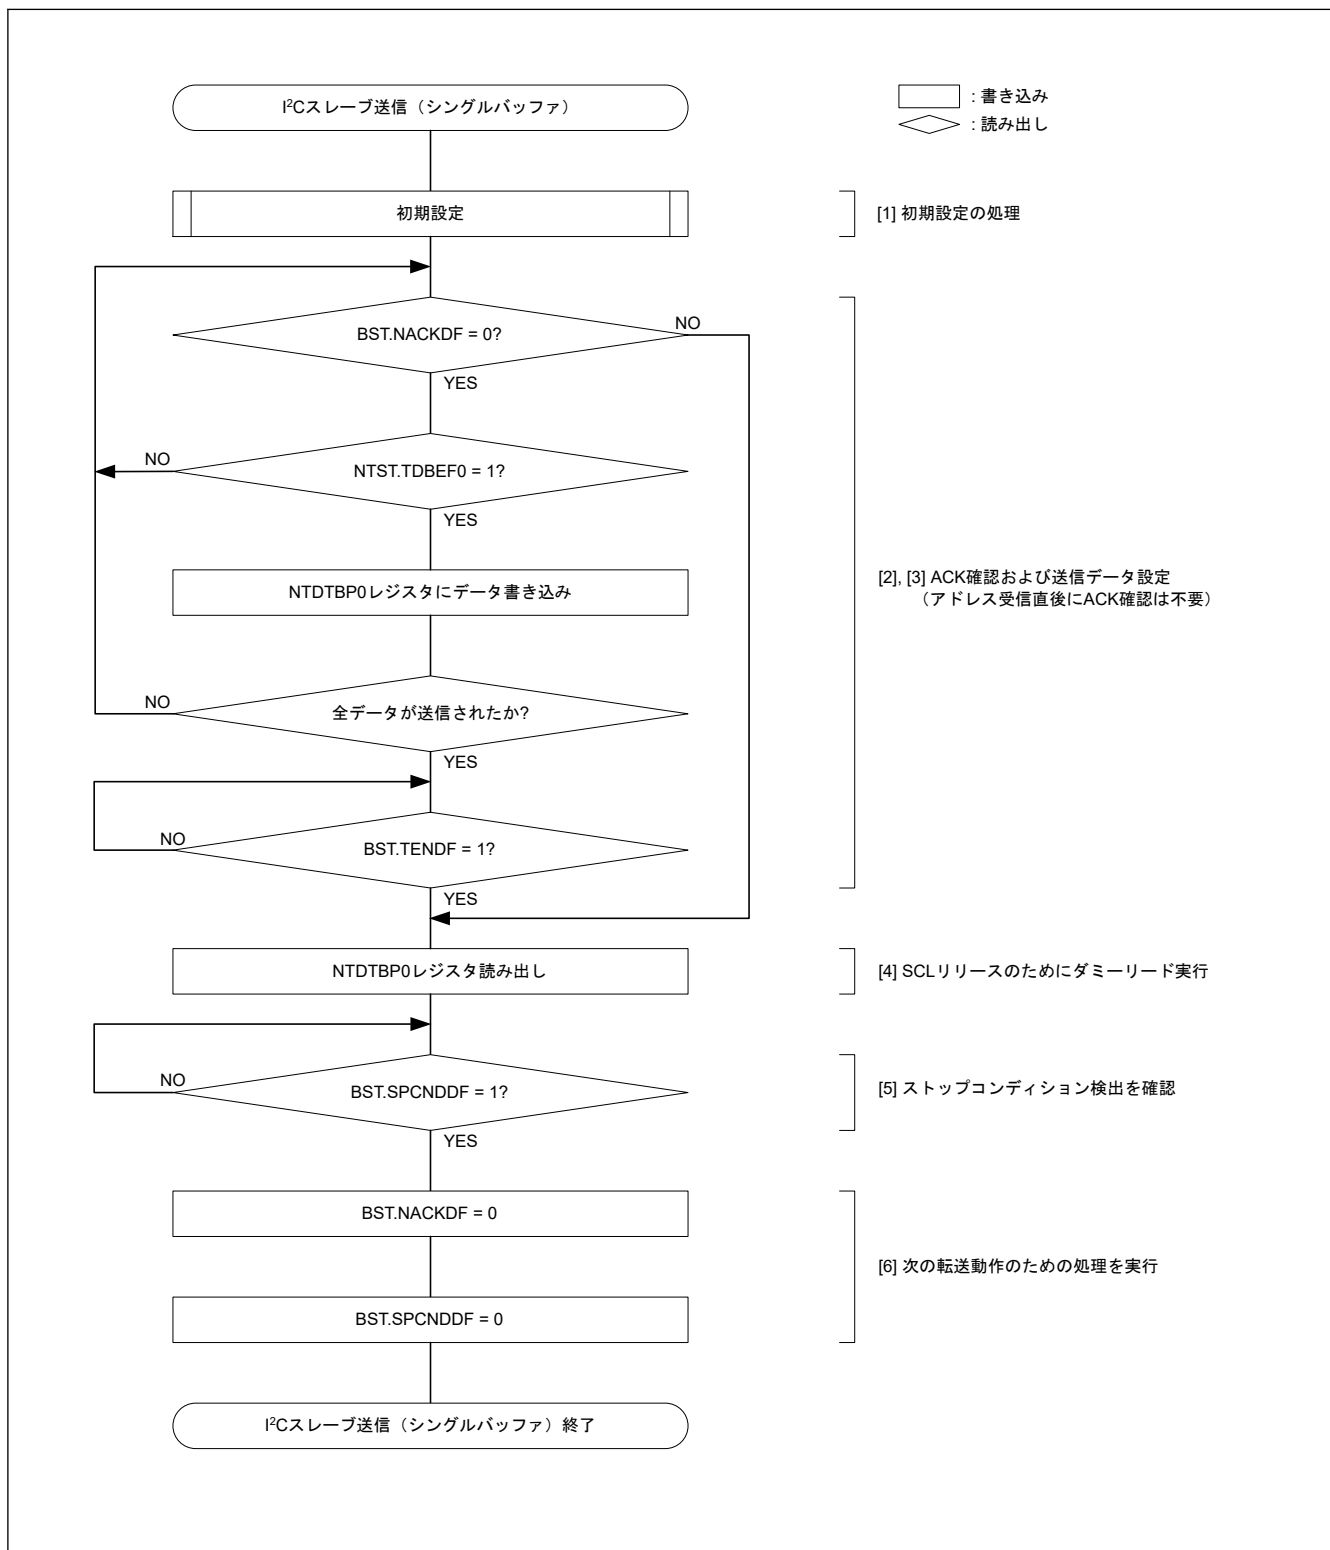 I²Cスレーブ送信（シングルバッファ）
: 書き込み
: 読み出し
初期設定
[1] 初期設定の処理
BST.NACKDF = 0?
NO
YES
NTST.TDBEF0 = 1?
NO
YES
NTDTBP0レジスタにデータ書き込み
[2], [3] ACK確認および送信データ設定
（アドレス受信直後にACK確認は不要）
全データが送信されたか?
NO
YES
BST.TENDF = 1?
NO
YES
NTDTBP0レジスタ読み出し
[4] SCLリリースのためにダミーリード実行
BST.SPCNDDF = 1?
NO
YES
[5] ストップコンディション検出を確認
BST.NACKDF = 0
[6] 次の転送動作のための処理を実行
BST.SPCNDDF = 0
I²Cスレーブ送信（シングルバッファ）終了